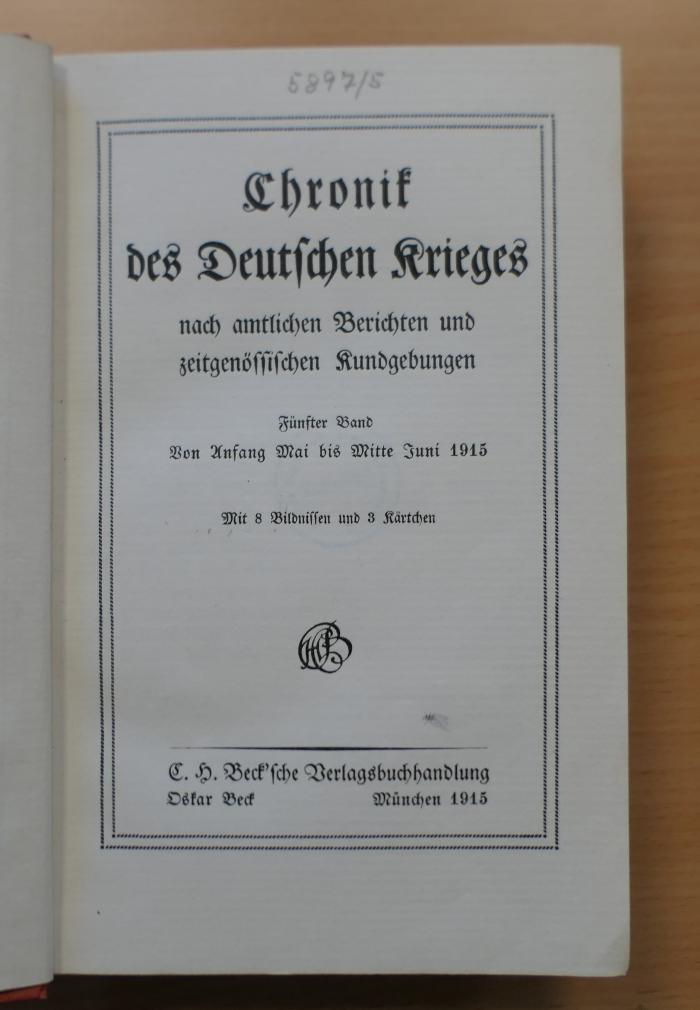 5897/5
Chronik
des Deutschen Krieges
nach amtlichen Berichten und
zeitgenössischen Kundgebungen
Fünfter Band
Von Anfang Mai bis Mitte Juni 1915
Mit 8 Bildnissen und 3 Kärtchen
CHB
C. H. Beck'sche Verlagsbuchhandlung
Oskar Beck München 1915